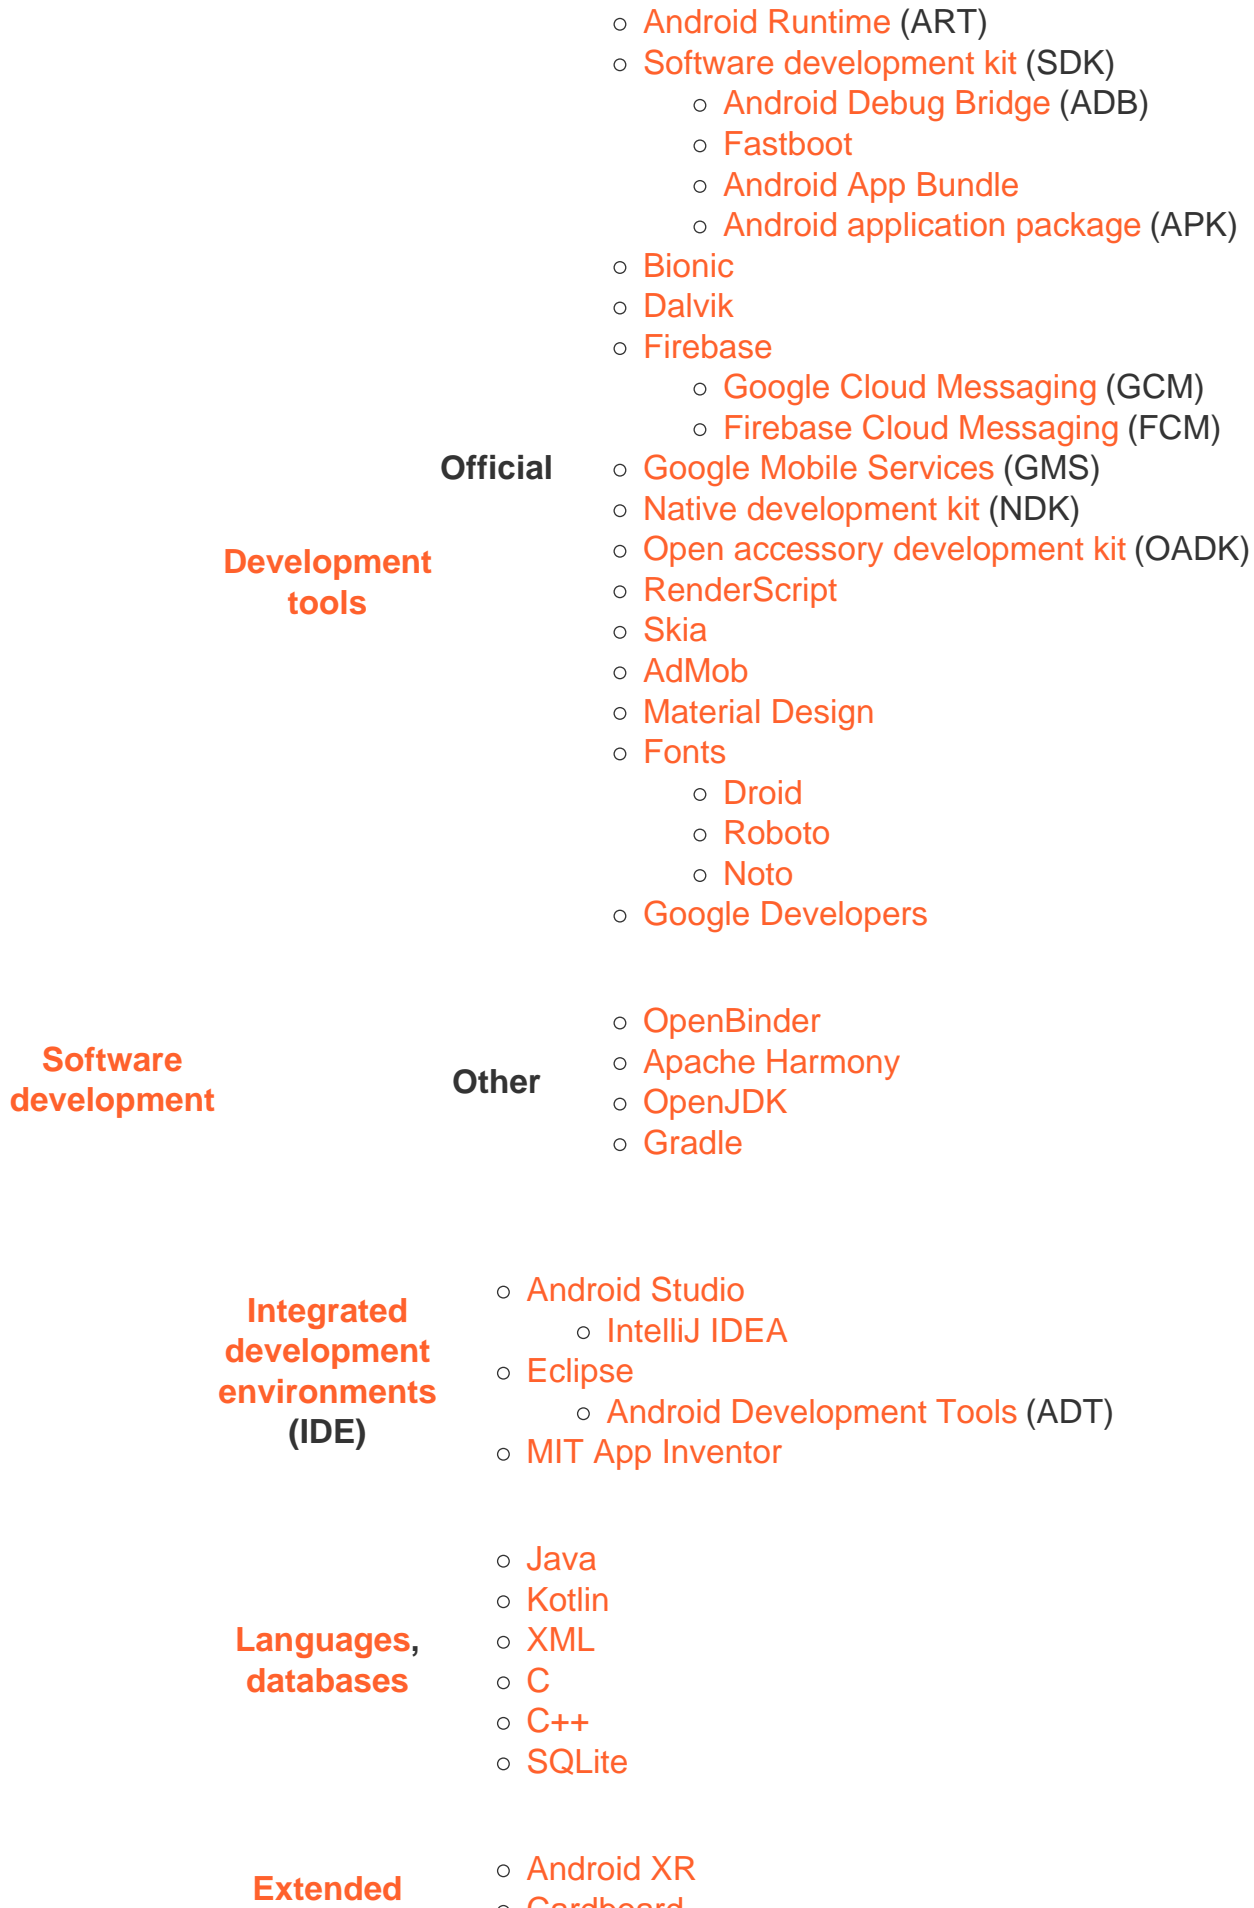 Software
development
Development
tools
Official
Android Runtime (ART)
Software development kit (SDK)
Android Debug Bridge (ADB)
Fastboot
Android App Bundle
Android application package (APK)
Bionic
Dalvik
Firebase
Google Cloud Messaging (GCM)
Firebase Cloud Messaging (FCM)
Google Mobile Services (GMS)
Native development kit (NDK)
Open accessory development kit (OADK)
RenderScript
Skia
AdMob
Material Design
Fonts
Droid
Roboto
Noto
Google Developers
Other
OpenBinder
Apache Harmony
OpenJDK
Gradle
Integrated
development
environments
(IDE)
Android Studio
IntelliJ IDEA
Eclipse
Android Development Tools (ADT)
MIT App Inventor
Languages,
databases
Java
Kotlin
XML
C
C++
SQLite
Extended
Android XR
Cardboard